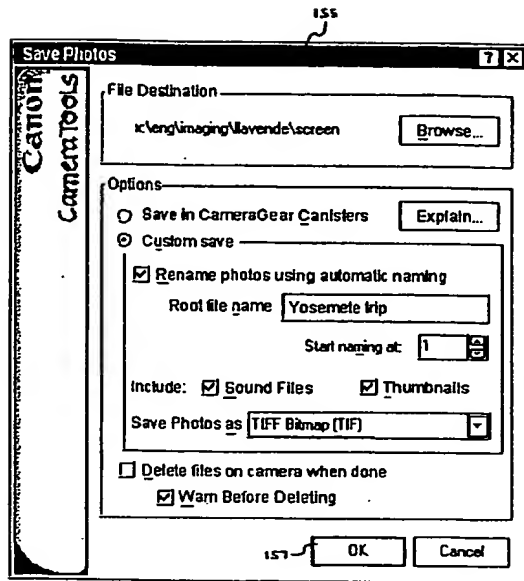 155
Save Photos
Canon
CameraTools
File Destination
ic\eng\imaging\llavende\screen
Browse...
Options
Save in CameraGear Canisters
Explain...
Custom save
Rename photos using automatic naming
Root file name
Yosemete trip
Start naming at:
1
Include:
Sound Files
Thumbnails
Save Photos as
TIFF Bitmap (TIF)
Delete files on camera when done
Warn Before Deleting
157
OK
Cancel